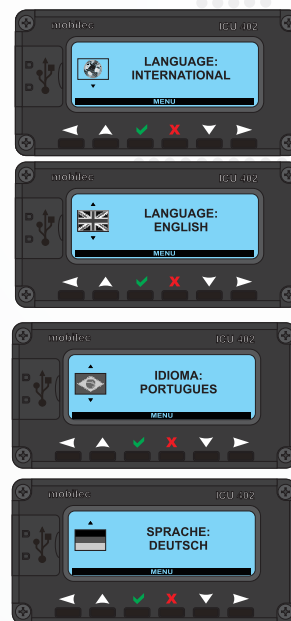 mobitec ICU 402
LANGUAGE:
INTERNATIONAL
MENU
mobitec ICU 402
LANGUAGE:
ENGLISH
MENU
mobitec ICU 402
IDIOMA:
PORTUGUES
MENU
mobitec ICU 402
SPRACHE:
DEUTSCH
MENU